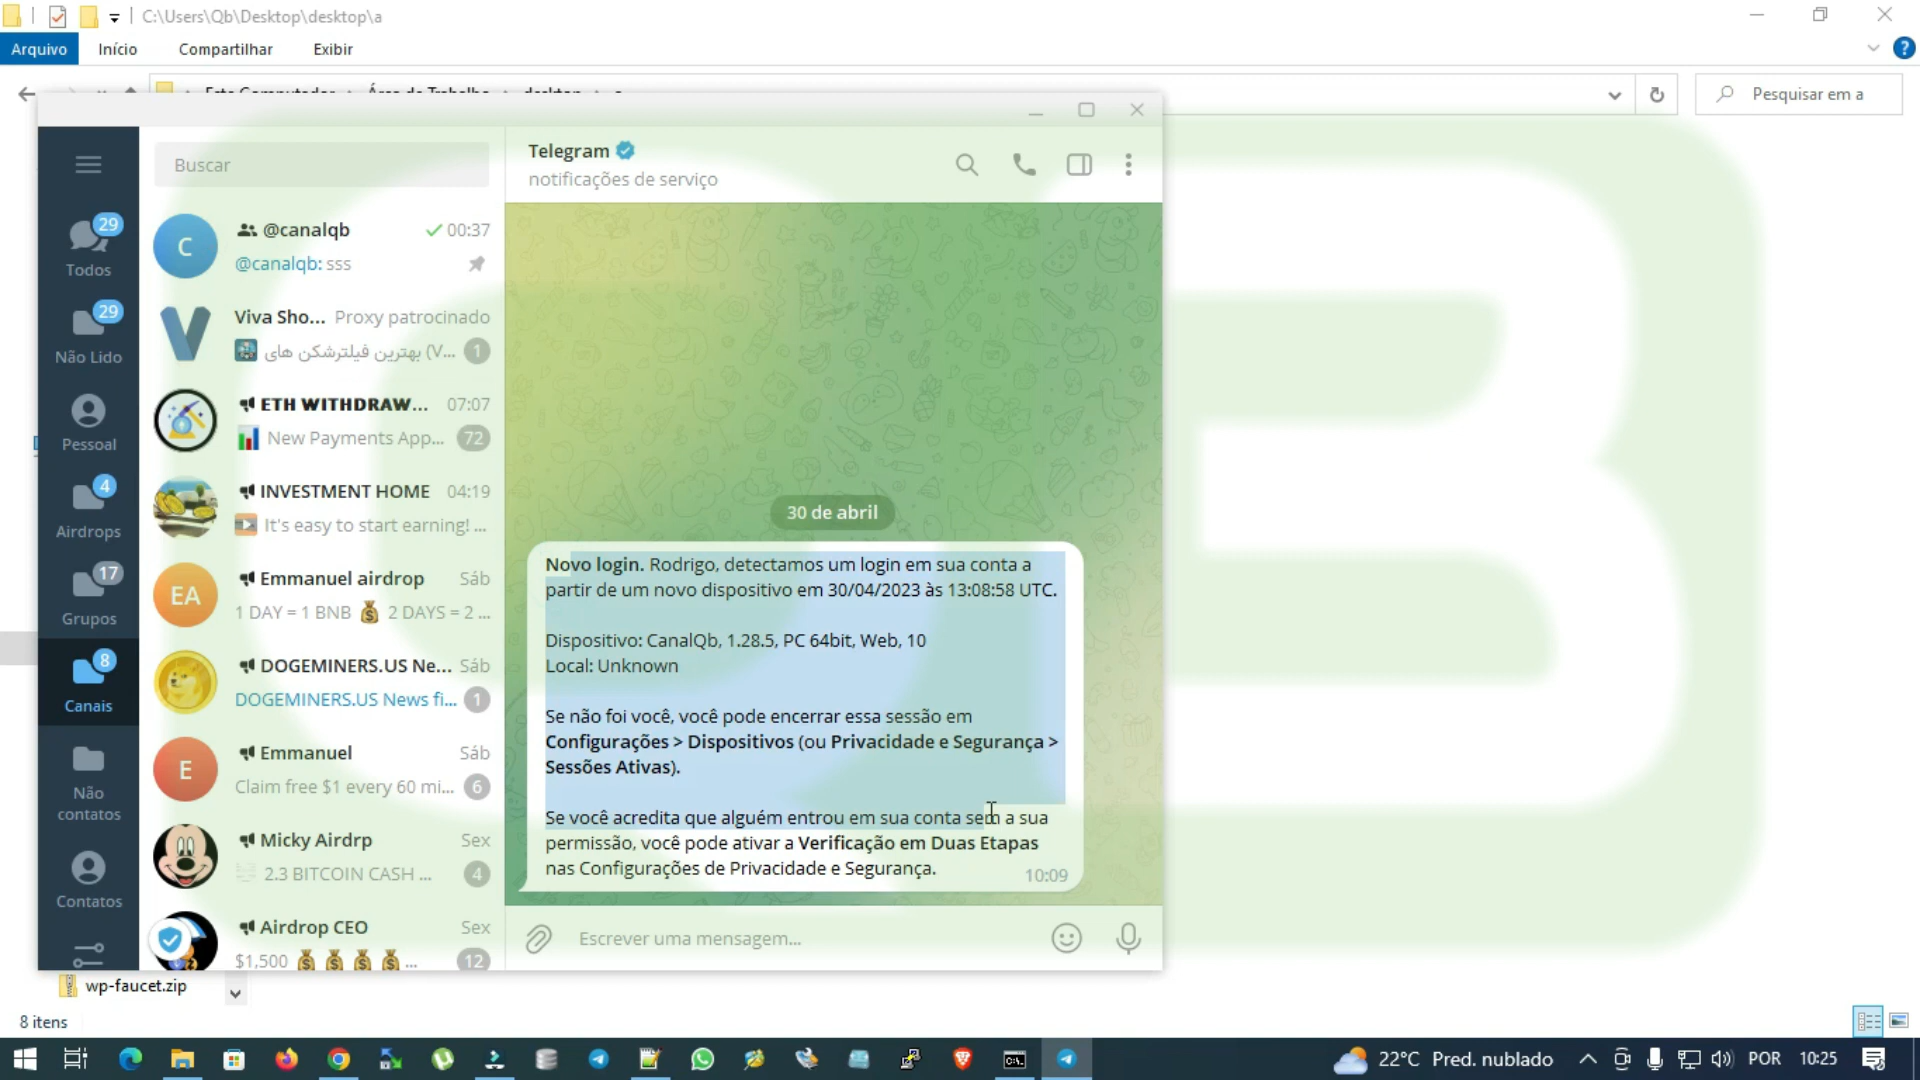 C:\Users\Qb\Desktop\desktop\a
Arquivo
Início
Compartilhar
Exibir
Pesquisar em a
Buscar
Telegram
notificações de serviço
29
Todos
29
Não Lido
Pessoal
4
Airdrops
17
Grupos
8
Canais
Não
contatos
Contatos
C
@canalqb
00:37
@canalqb: sss
Viva Sho...
Proxy patrocinado
بهترین فیلترشکن های (V...
1
ETH WITHDRAW...
07:07
New Payments App...
72
INVESTMENT HOME
04:19
It's easy to start earning! ...
EA
Emmanuel airdrop
Sáb
1 DAY = 1 BNB 💰 2 DAYS = 2 ...
DOGEMINERS.US Ne...
Sáb
DOGEMINERS.US News fi...
1
E
Emmanuel
Sáb
Claim free $1 every 60 mi...
6
Micky Airdrp
Sex
2.3 BITCOIN CASH ...
4
Airdrop CEO
Sex
$1,500 💰 💰 💰 💰 ...
12
30 de abril
Novo login. Rodrigo, detectamos um login em sua conta a
partir de um novo dispositivo em 30/04/2023 às 13:08:58 UTC.
Dispositivo: CanalQb, 1.28.5, PC 64bit, Web, 10
Local: Unknown
Se não foi você, você pode encerrar essa sessão em
Configurações > Dispositivos (ou Privacidade e Segurança >
Sessões Ativas).
Se você acredita que alguém entrou em sua conta sem a sua
permissão, você pode ativar a Verificação em Duas Etapas
nas Configurações de Privacidade e Segurança.
10:09
Escrever uma mensagem...
wp-faucet.zip
8 itens
22°C Pred. nublado
POR
10:25